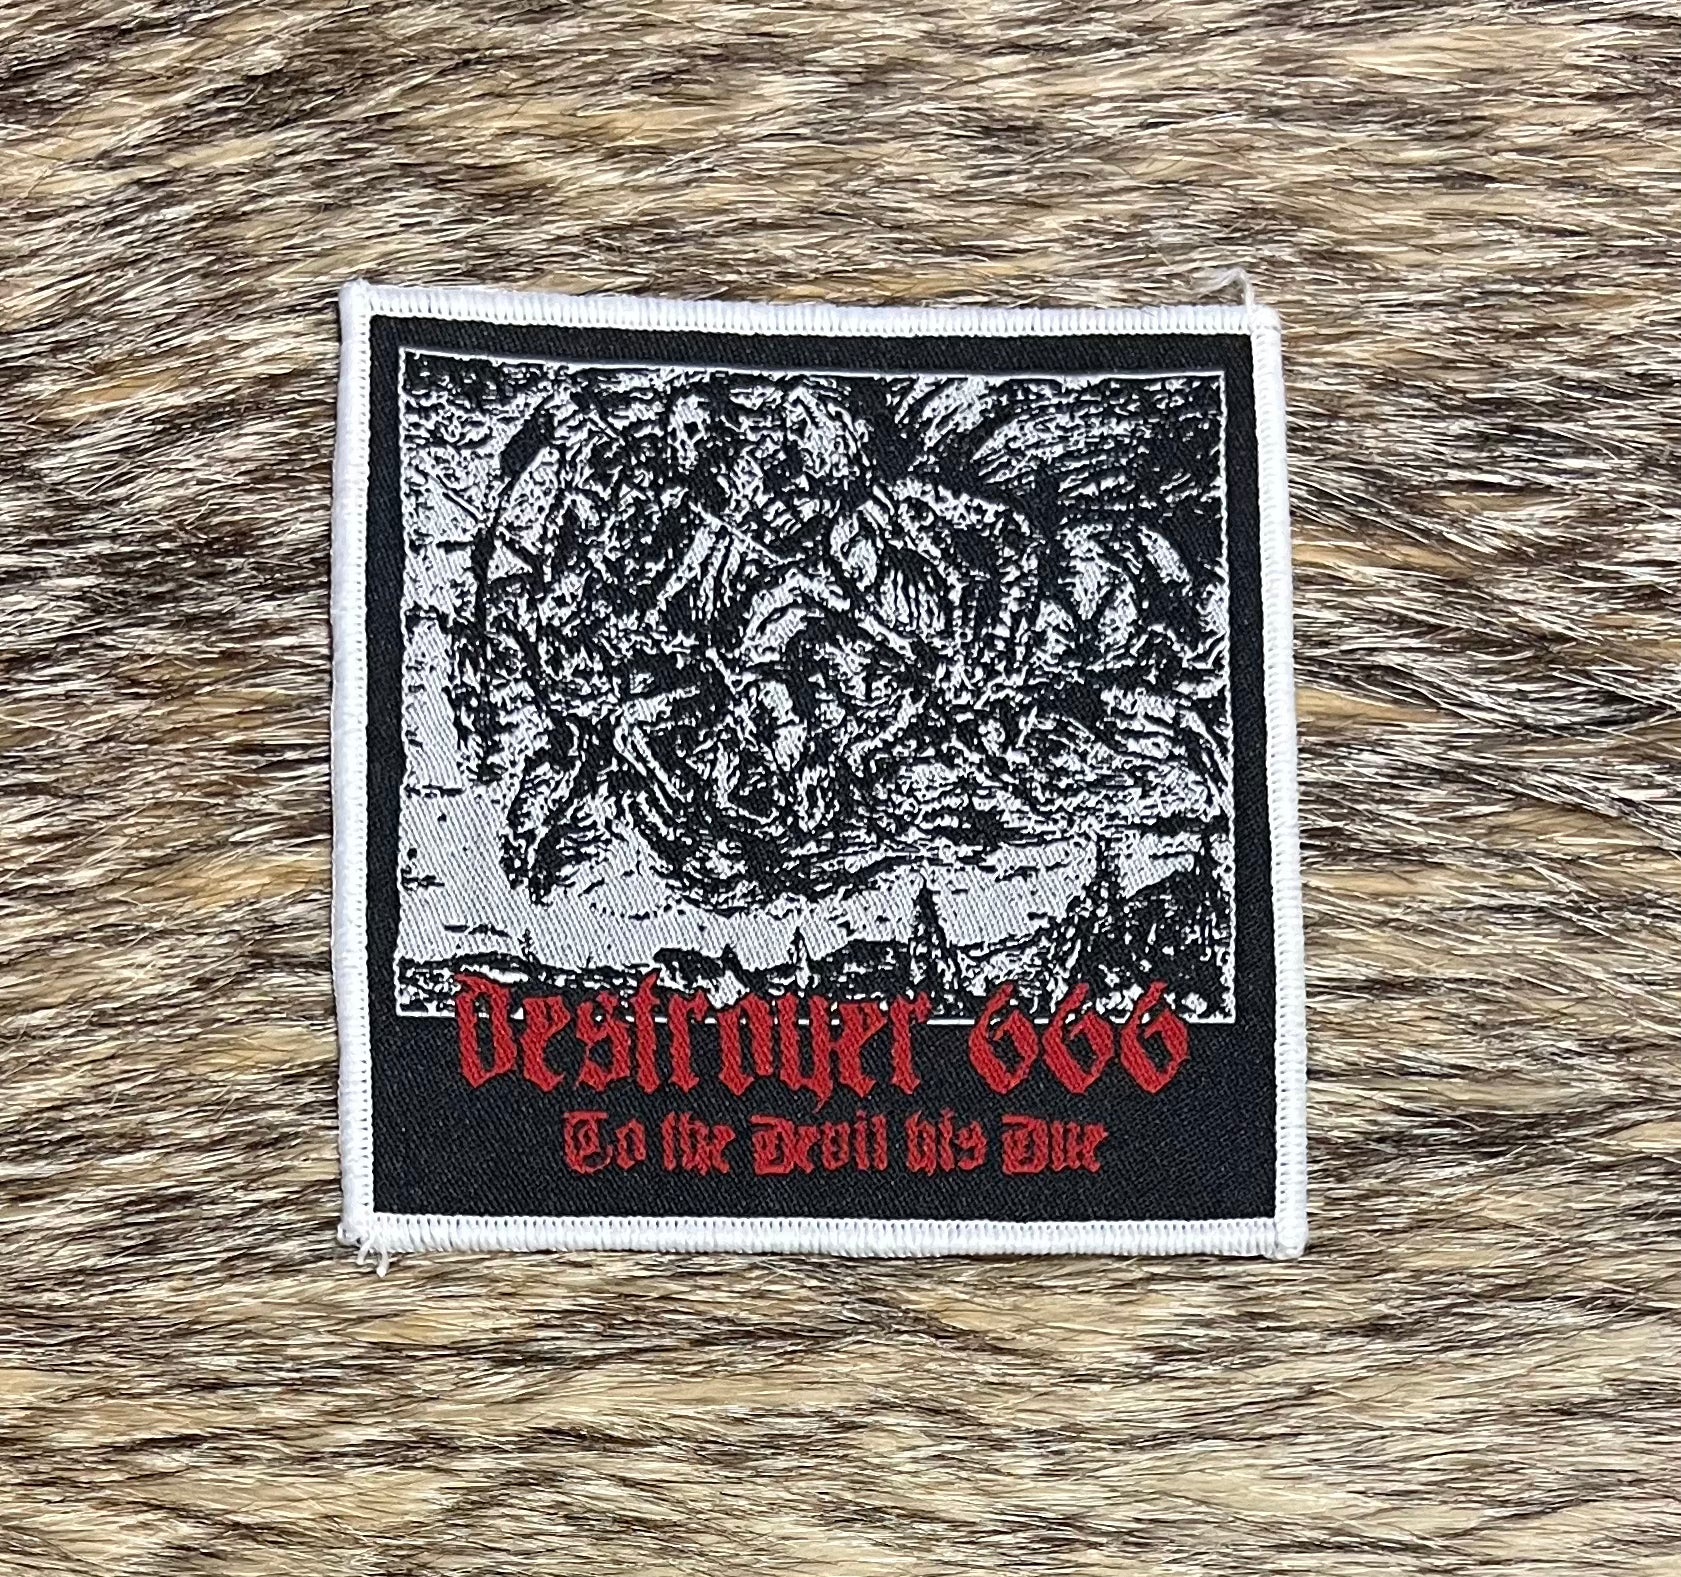 Destroyer 666
To the Devil his Due